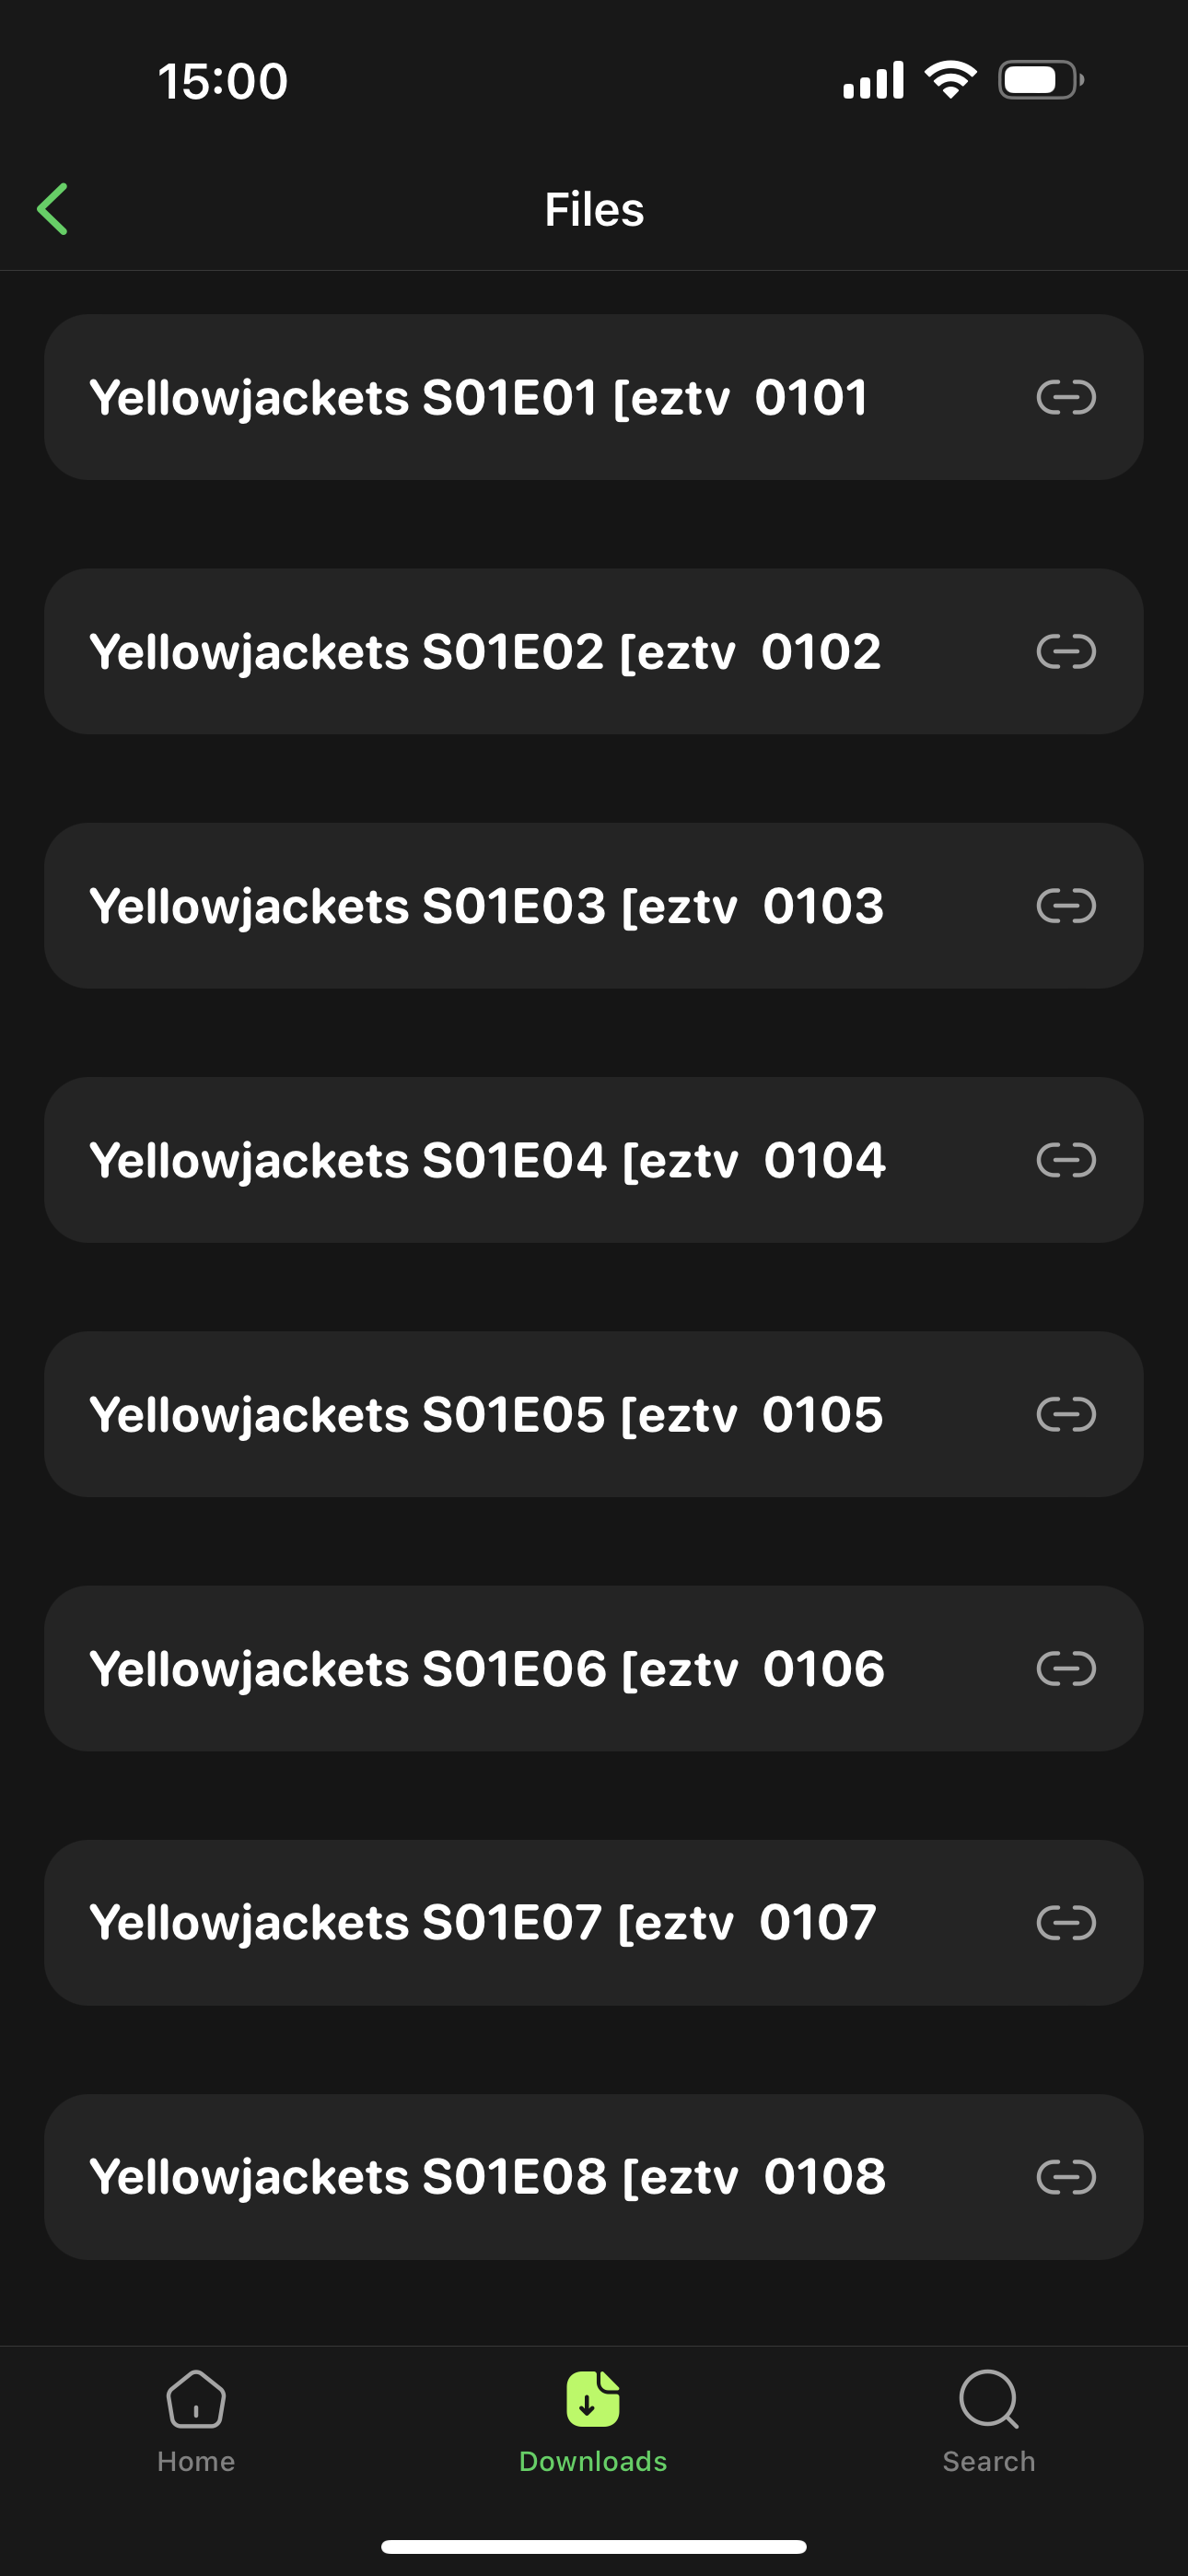 15:00
Files
Yellowjackets S01E01 [eztv  0101
Yellowjackets S01E02 [eztv  0102
Yellowjackets S01E03 [eztv  0103
Yellowjackets S01E04 [eztv  0104
Yellowjackets S01E05 [eztv  0105
Yellowjackets S01E06 [eztv  0106
Yellowjackets S01E07 [eztv  0107
Yellowjackets S01E08 [eztv  0108
Home Downloads Search